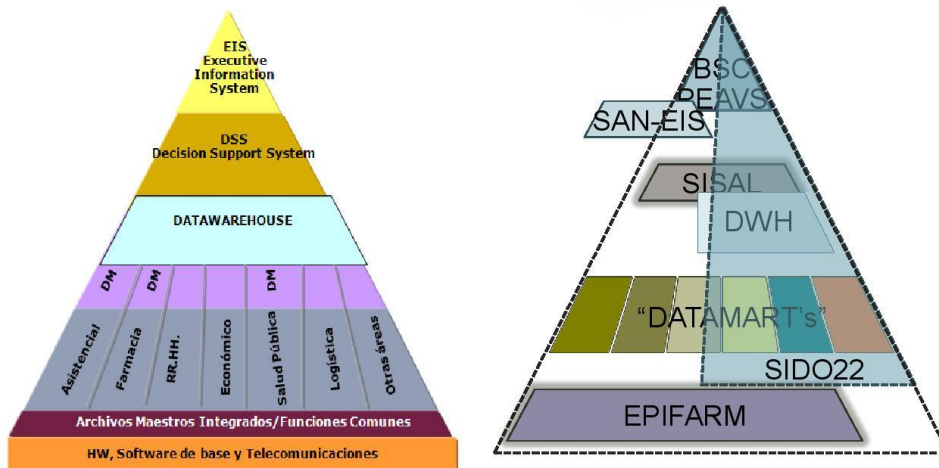 EIS
Executive
Information
System
DSS
Decision Support System
DATAWAREHOUSE
DM
DM
DM
Asistencial
Farmacia
RR.HH.
Económico
Salud Pública
Logística
Otras áreas
Archivos Maestros Integrados/Funciones Comunes
HW, Software de base y Telecomunicaciones
BSC
PEAVS
SAN-EIS
SISAL
DWH
“DATAMART’s”
SIDO22
EPIFARM